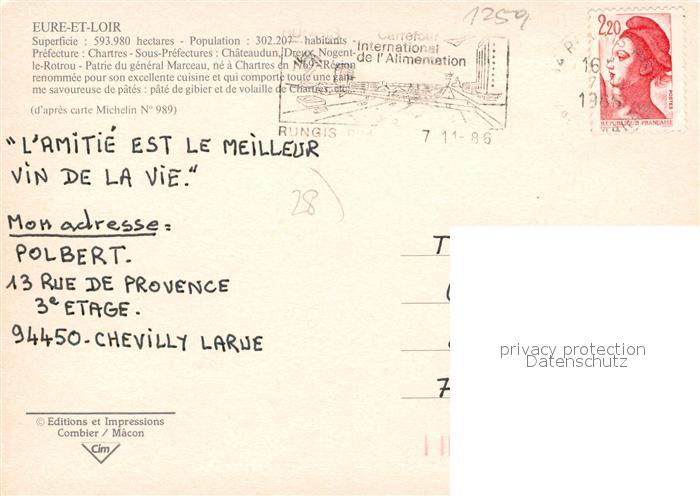 EURE-ET-LOIR
Superficie : 593.980 hectares - Population : 302.207 habitants -
Préfecture : Chartres - Sous-Préfectures : Châteaudun, Dreux, Nogent-
le-Rotrou - Patrie du général Marceau, né à Chartres en Région
renommée pour son excellente cuisine et qui comporte toute une gam-
me savoureuse de pâtés : pâté de gibier et de volaille de Chartres, etc.
(d'après carte Michelin N° 989)
1259
Carrefour
International
de l'Alimentation
RUNGIS
7 11-86
16
2,20
POSTES
REPUBLIQUE FRANÇAISE
"L'AMITIÉ EST LE MEILLEUR
VIN DE LA VIE."
28
Mon adresse :
POLBERT.
13 RUE DE PROVENCE
3e ETAGE.
94450-CHEVILLY LARUE
T
7
privacy protection
Datenschutz
© Editions et Impressions
Combier / Mâcon
Cim